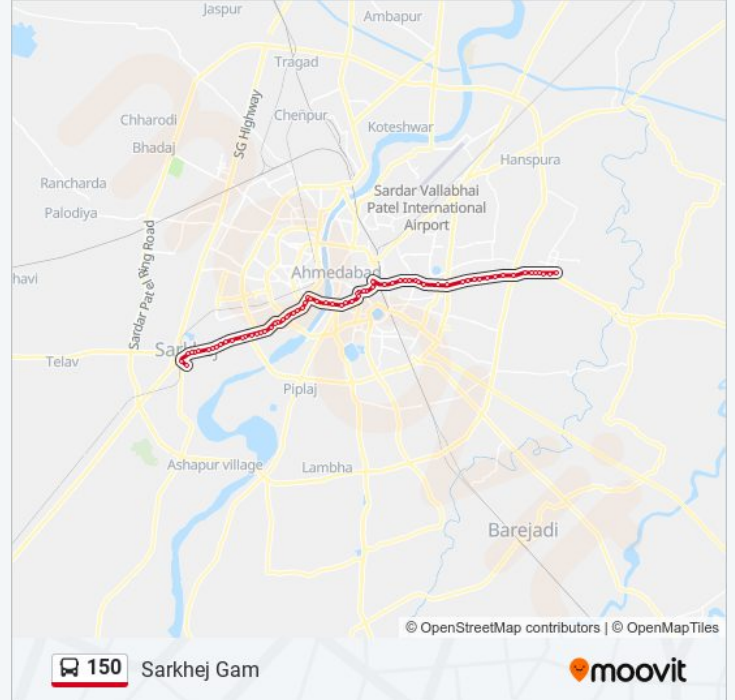 Jaspur
Ambapur
Tragad
Chharodi
Chenpur
SG Highway
Koteshwar
Bhadaj
Hanspura
Rancharda
Sardar Vallabhai
Patel International
Airport
Palodiya
Sardar Patel Ring Road
havi
Ahmedabad
Telav
Piplaj
Ashapur village
Lambha
Barejadi
© OpenStreetMap contributors | © OpenMapTiles
150 Sarkhej Gam
moovit